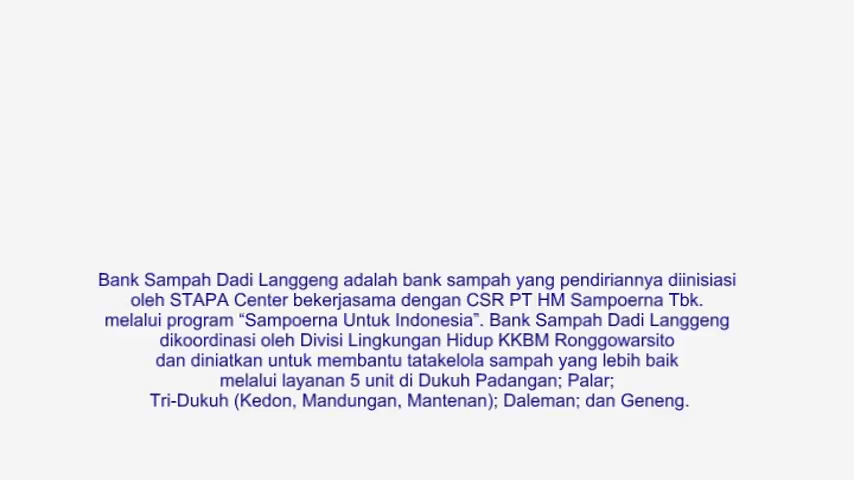 Bank Sampah Dadi Langgeng adalah bank sampah yang pendiriannya diinisiasi
oleh STAPA Center bekerjasama dengan CSR PT HM Sampoerna Tbk.
melalui program “Sampoerna Untuk Indonesia”. Bank Sampah Dadi Langgeng
dikoordinasi oleh Divisi Lingkungan Hidup KKBM Ronggowarsito
dan diniatkan untuk membantu tatakelola sampah yang lebih baik
melalui layanan 5 unit di Dukuh Padangan; Palar;
Tri-Dukuh (Kedon, Mandungan, Mantenan); Daleman; dan Geneng.